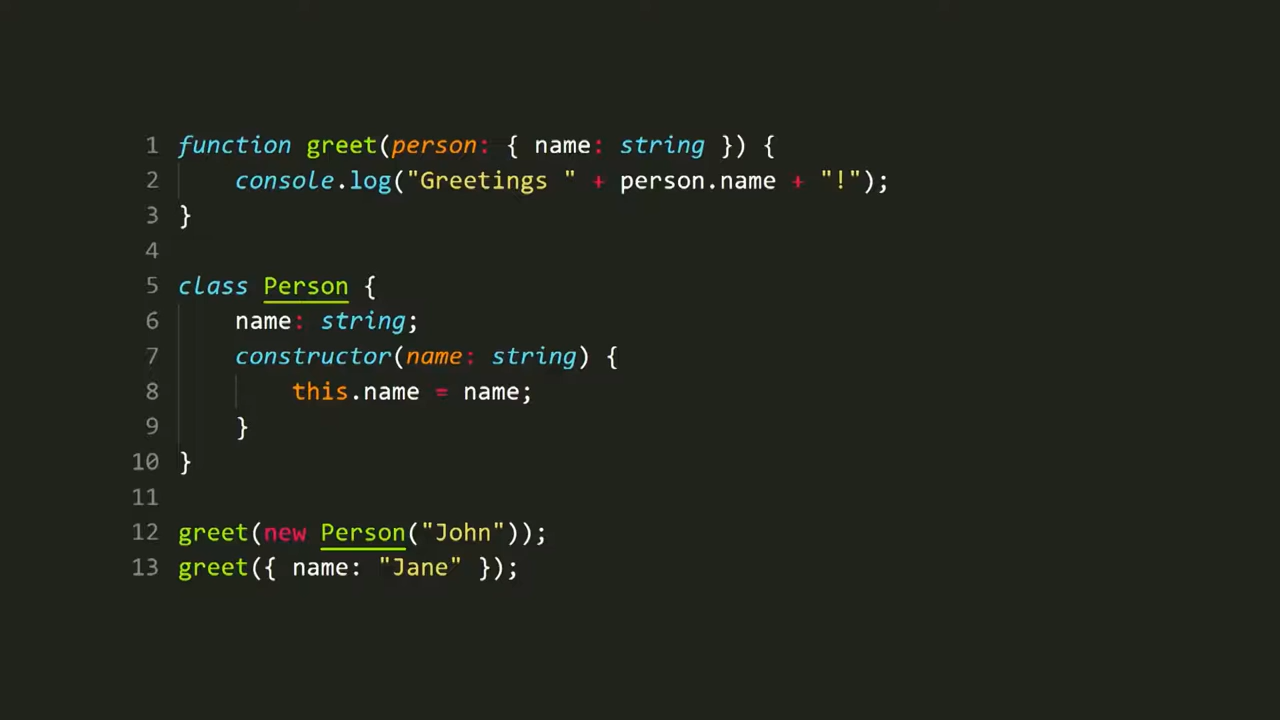 1 function greet(person: { name: string }) {
2     console.log("Greetings " + person.name + "!");
3 }
4
5 class Person {
6     name: string;
7     constructor(name: string) {
8         this.name = name;
9     }
10 }
11
12 greet(new Person("John"));
13 greet({ name: "Jane" });